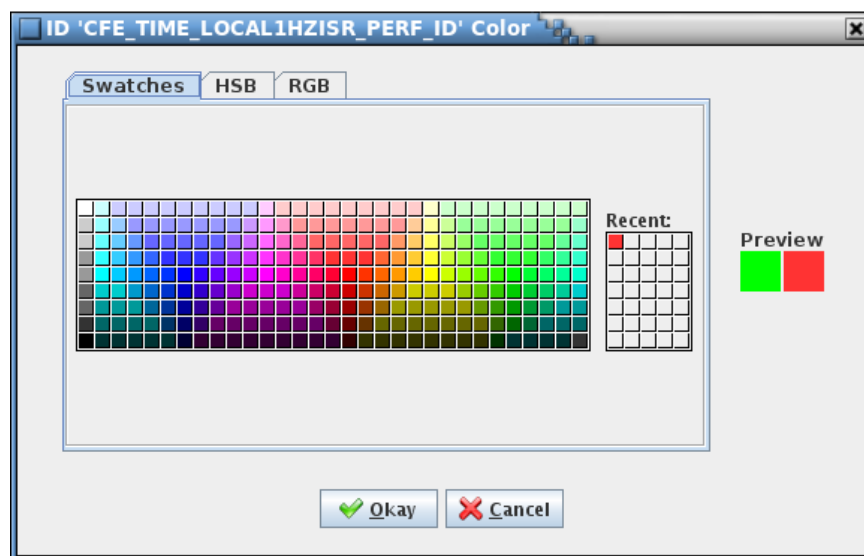 ID 'CFE_TIME_LOCAL1HZISR_PERF_ID' Color
Swatches HSB RGB
Recent:
Preview
Okay Cancel